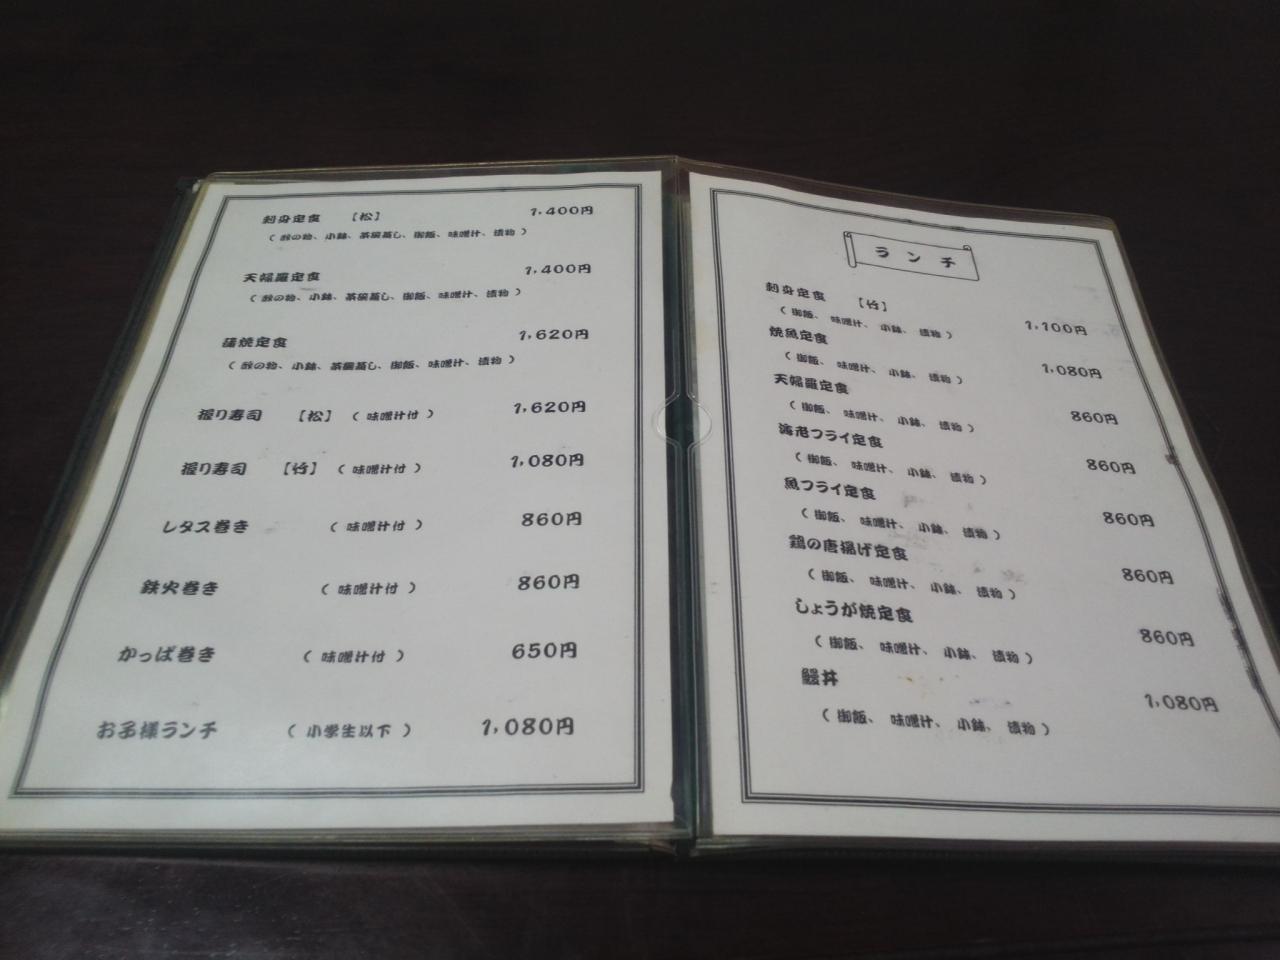 刺身定食 【松】 1,400円
( 酢の物、小鉢、茶碗蒸し、御飯、味噌汁、漬物 )
天婦羅定食 1,400円
( 酢の物、小鉢、茶碗蒸し、御飯、味噌汁、漬物 )
蒲焼定食 1,620円
( 酢の物、小鉢、茶碗蒸し、御飯、味噌汁、漬物 )
握り寿司 【松】 ( 味噌汁付 ) 1,620円
握り寿司 【竹】 ( 味噌汁付 ) 1,080円
レタス巻き ( 味噌汁付 ) 860円
鉄火巻き ( 味噌汁付 ) 860円
かっぱ巻き ( 味噌汁付 ) 650円
お子様ランチ ( 小学生以下 ) 1,080円
ランチ
刺身定食 【竹】 1,100円
( 御飯、味噌汁、小鉢、漬物 )
焼魚定食 1,080円
( 御飯、味噌汁、小鉢、漬物 )
天婦羅定食 860円
( 御飯、味噌汁、小鉢、漬物 )
海老フライ定食 860円
( 御飯、味噌汁、小鉢、漬物 )
魚フライ定食 860円
( 御飯、味噌汁、小鉢、漬物 )
鶏の唐揚げ定食 860円
( 御飯、味噌汁、小鉢、漬物 )
しょうが焼定食 860円
( 御飯、味噌汁、小鉢、漬物 )
鰻丼 1,080円
( 御飯、味噌汁、小鉢、漬物 )